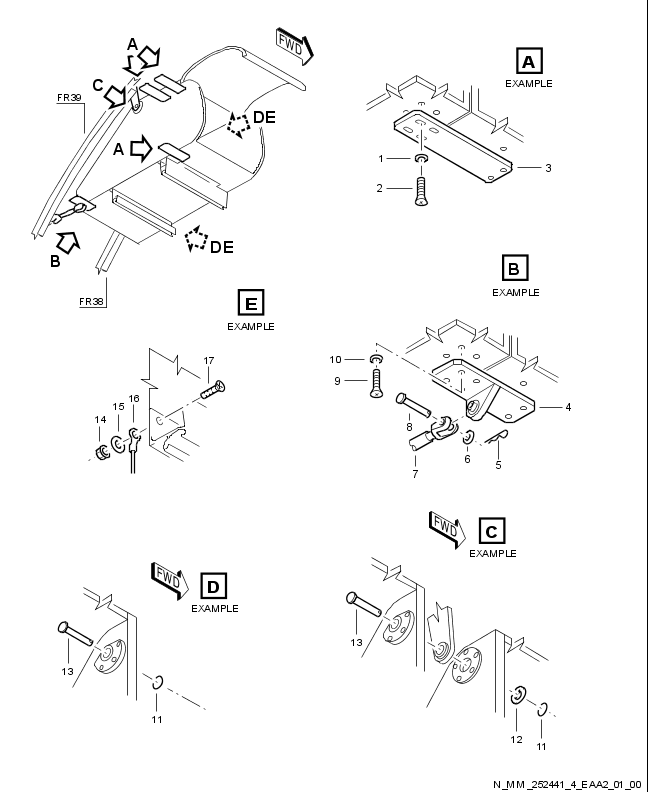 FWD
A
C
FR39
DE
A
B
DE
FR38
A
EXAMPLE
1
2
3
B
EXAMPLE
10
9
8
7
6
5
4
E
EXAMPLE
17
16
15
14
FWD
C
EXAMPLE
13
12
11
FWD
D
EXAMPLE
13
11
N_MM_252441_4_EAA2_01_00